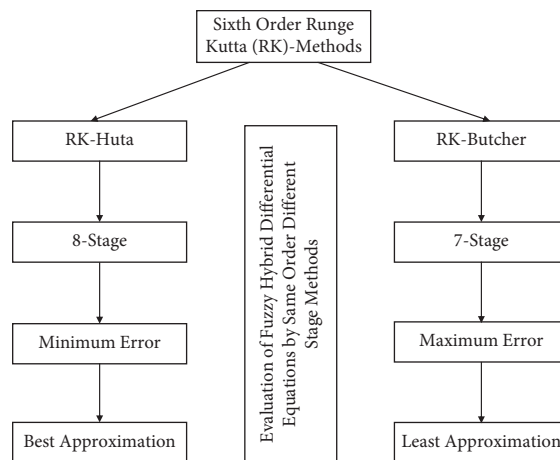 Sixth Order Runge
Kutta (RK)-Methods
RK-Huta
8-Stage
Minimum Error
Best Approximation
Evaluation of Fuzzy Hybrid Differential
Equations by Same Order Different
Stage Methods
RK-Butcher
7-Stage
Maximum Error
Least Approximation